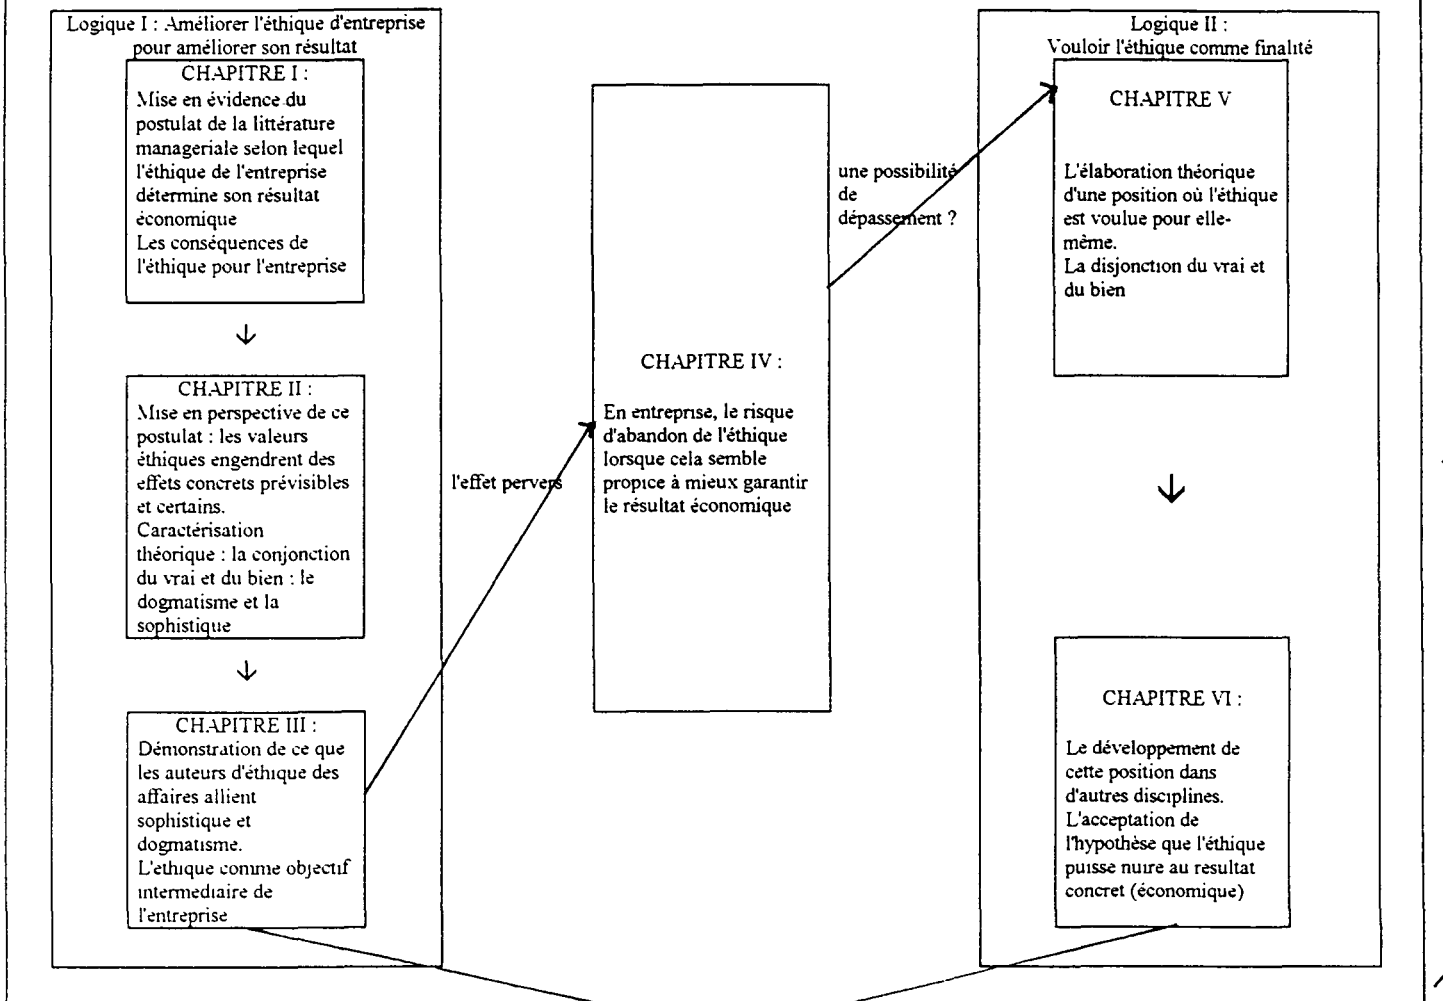 Logique I : Améliorer l'éthique d'entreprise
pour améliorer son résultat
CHAPITRE I :
Mise en évidence du
postulat de la littérature
manageriale selon lequel
l'éthique de l'entreprise
détermine son résultat
économique
Les conséquences de
l'éthique pour l'entreprise
CHAPITRE II :
Mise en perspective de ce
postulat : les valeurs
éthiques engendrent des
effets concrets prévisibles
et certains.
Caractérisation
théorique : la conjonction
du vrai et du bien : le
dogmatisme et la
sophistique
CHAPITRE III :
Démonstration de ce que
les auteurs d'éthique des
affaires allient
sophistique et
dogmatisme.
L'ethique comme objectif
intermediaire de
l'entreprise
l'effet pervers
CHAPITRE IV :
En entreprise, le risque
d'abandon de l'éthique
lorsque cela semble
propice à mieux garantir
le résultat économique
une possibilité
de
dépassement ?
Logique II :
Vouloir l'éthique comme finalité
CHAPITRE V
L'élaboration théorique
d'une position où l'éthique
est voulue pour elle-
même.
La disjonction du vrai et
du bien
CHAPITRE VI :
Le développement de
cette position dans
d'autres disciplines.
L'acceptation de
l'hypothèse que l'éthique
puisse nuire au resultat
concret (économique)